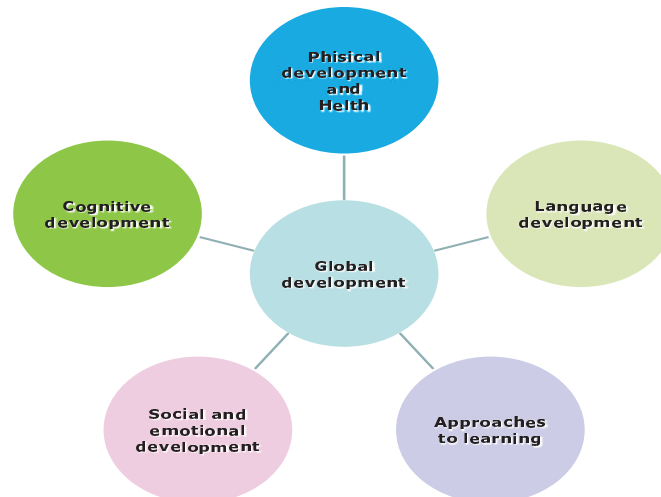 Phisical
development
and
Helth
Cognitive
development
Language
development
Global
development
Social and
emotional
development
Approaches
to learning